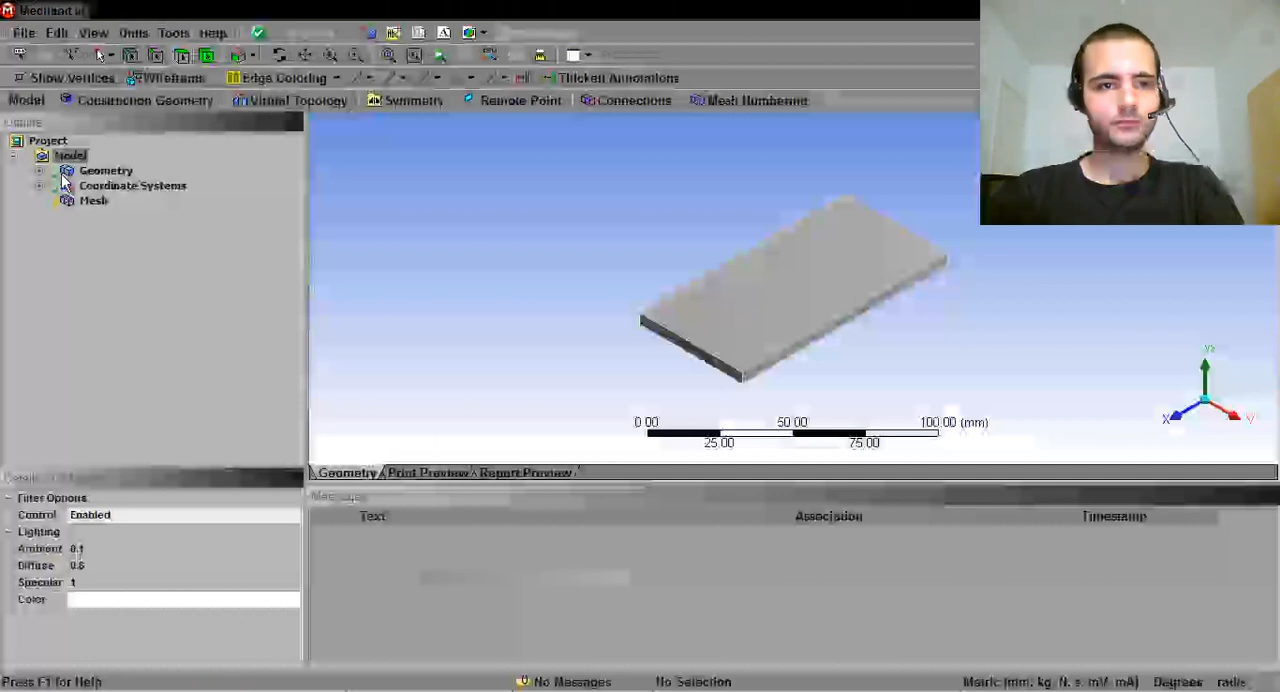 File Edit View Units Tools Help
Show Vertices Wireframe Edge Coloring Thicken Annotations
Model Construction Geometry Virtual Topology Symmetry Remote Point Connections Mesh Numbering
Project
Model
Geometry
Coordinate Systems
Mesh
0.00 50.00 100.00 (mm)
25.00 75.00
Geometry Print Preview Report Preview
Filter Options
Control Enabled
Lighting
Ambient 0.1
Diffuse 0.6
Specular 1
Color
Messages
Text Association Timestamp
Press F1 for Help No Messages No Selection Metric (mm, kg, N, s, mV, mA) Degrees rad/s